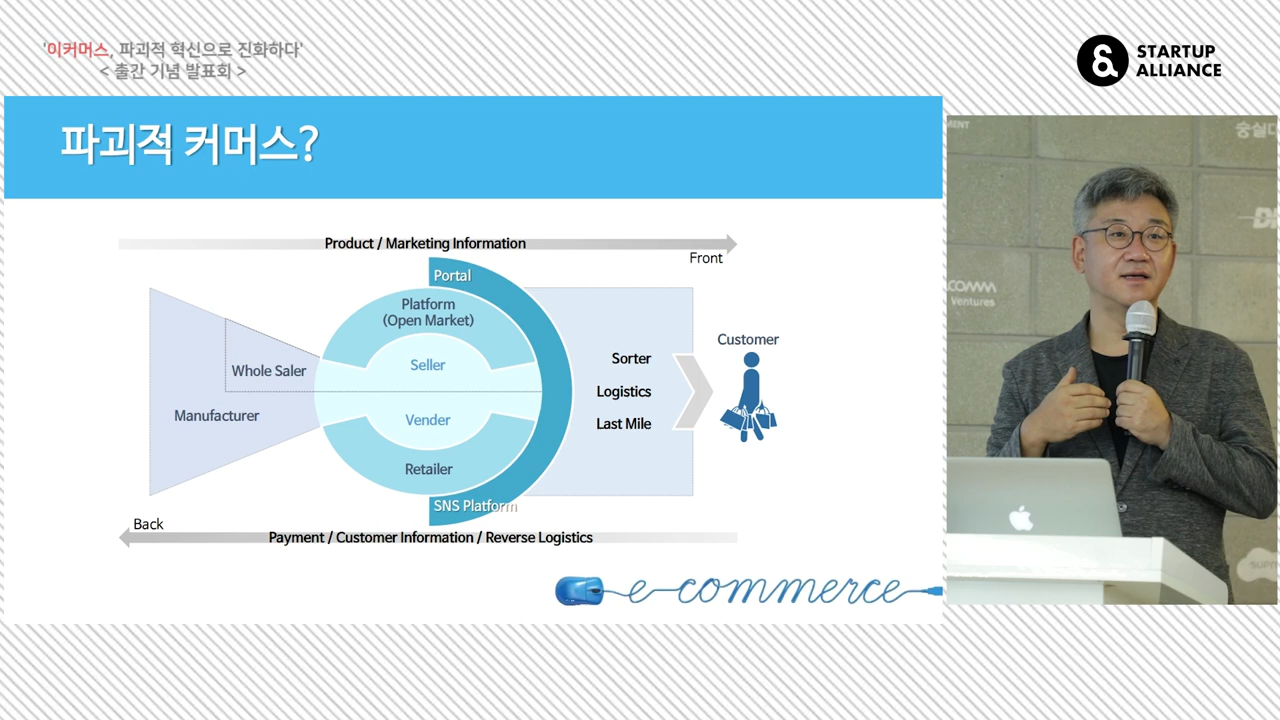 '이커머스, 파괴적 혁신으로 진화하다'
< 출간 기념 발표회 >
STARTUP
ALLIANCE
파괴적 커머스?
Product / Marketing Information
Front
Portal
Platform
(Open Market)
Seller
Whole Saler
Manufacturer
Vender
Retailer
SNS Platform
Sorter
Logistics
Last Mile
Customer
Back
Payment / Customer Information / Reverse Logistics
e-commerce
숭실대
Ventures